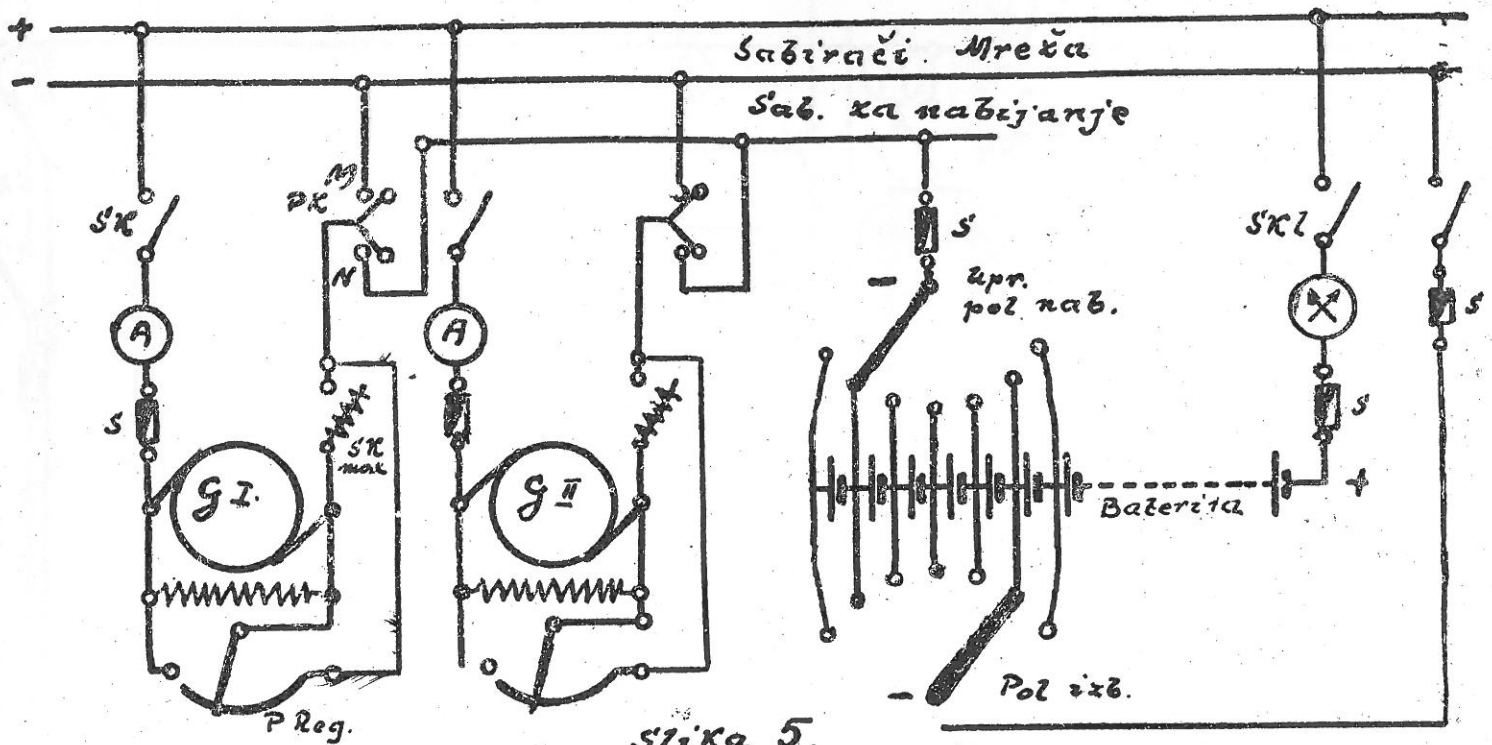 +
Sabirači. Mreža
-
Sab. za nabijanje
M
PK
SK
N
S
SKl
S
- upr.
pol nab.
A
A
S
S
SK
max
G I.
G II
+
Baterija
- Pol izb.
P Reg.
Slika 5.